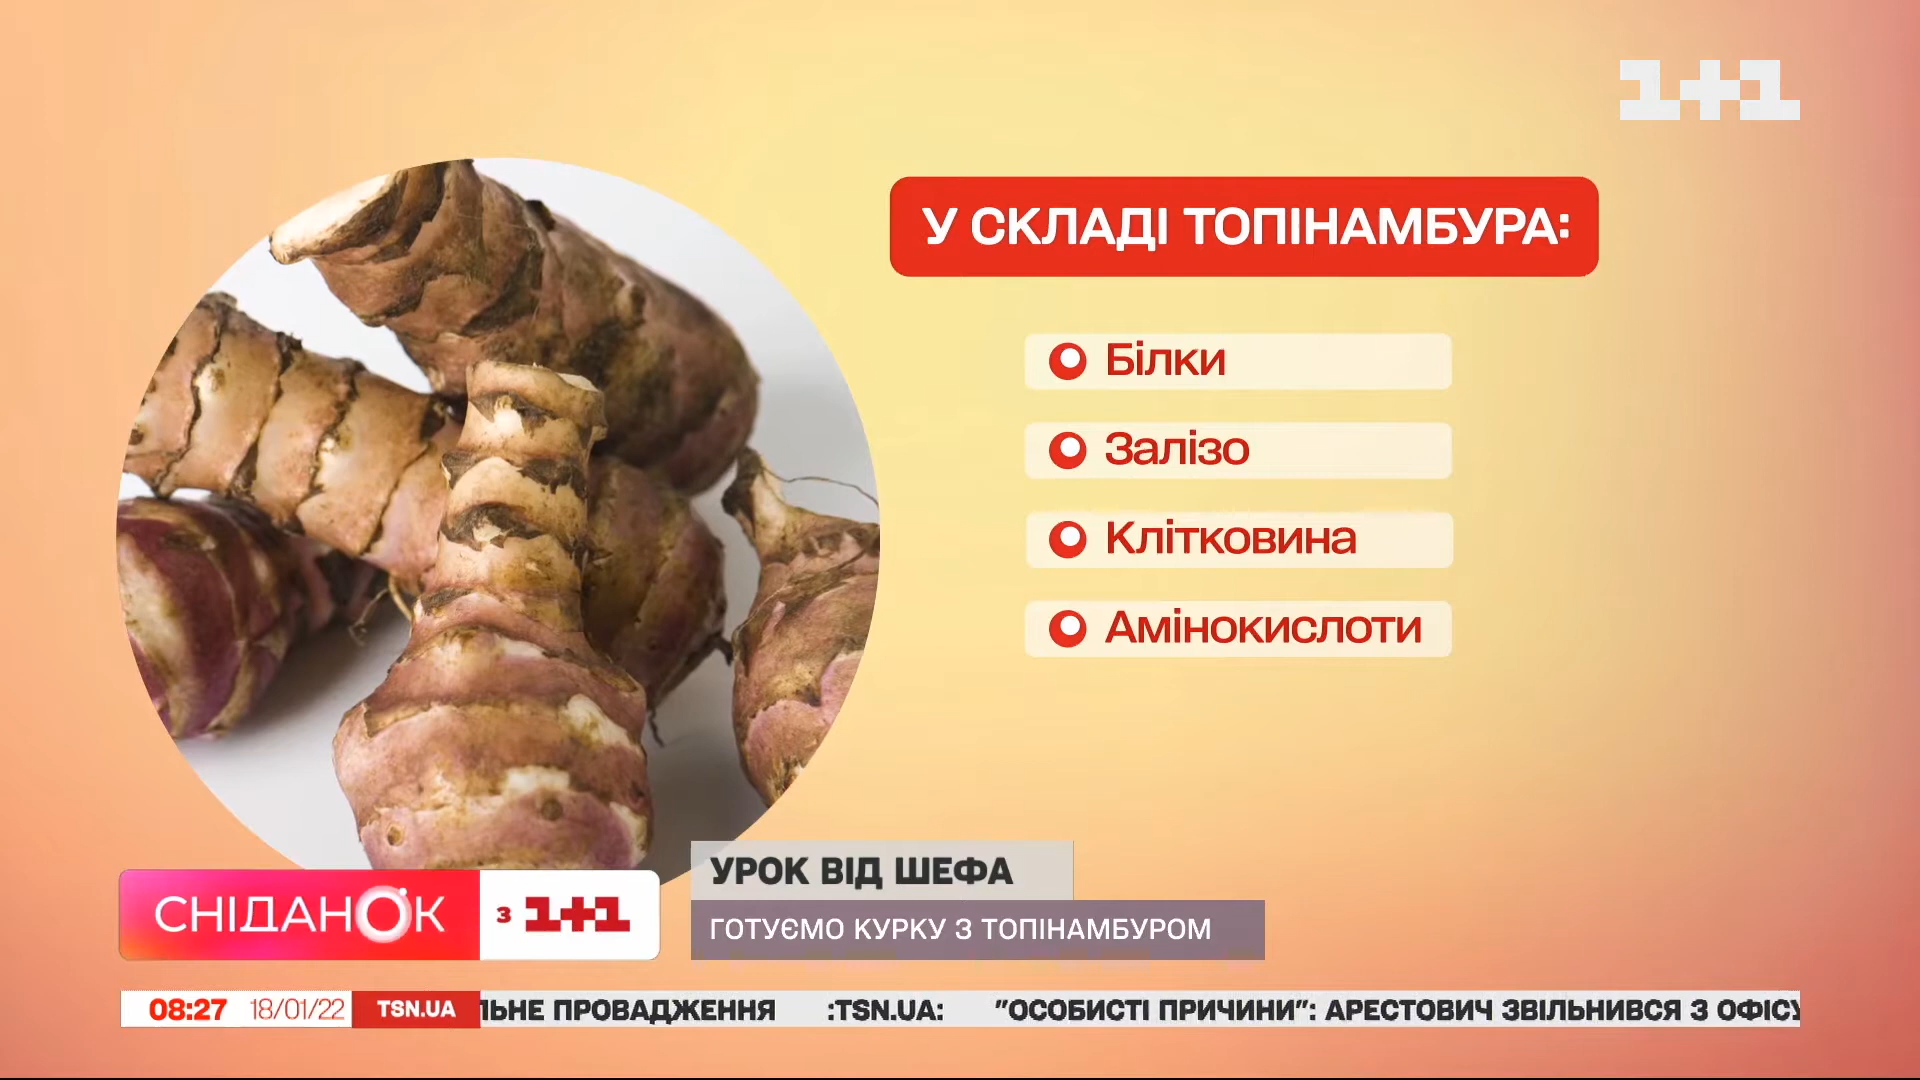 1+1
У СКЛАДІ ТОПІНАМБУРА:
Білки
Залізо
Клітковина
Амінокислоти
УРОК ВІД ШЕФА
СНІДАНОК З 1+1
ГОТУЄМО КУРКУ З ТОПІНАМБУРОМ
08:27 18/01/22 TSN.UA ЛЬНЕ ПРОВАДЖЕННЯ :TSN.UA: "ОСОБИСТІ ПРИЧИНИ": АРЕСТОВИЧ ЗВІЛЬНИВСЯ З ОФІСУ